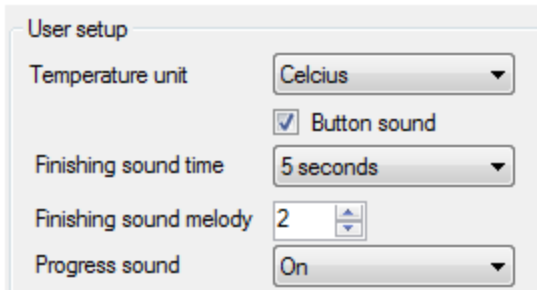 User setup
Temperature unit Celcius
Button sound
Finishing sound time 5 seconds
Finishing sound melody 2
Progress sound On